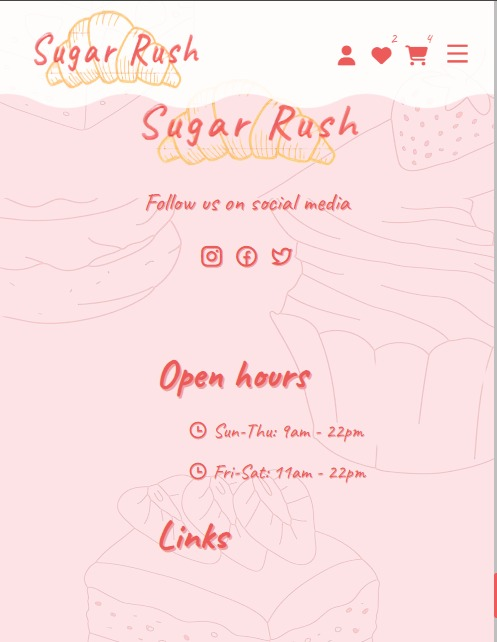 Sugar Rush
2
4
Sugar Rush
Follow us on social media
Open hours
Sun-Thu: 9am - 22pm
Fri-Sat: 11am - 22pm
Links